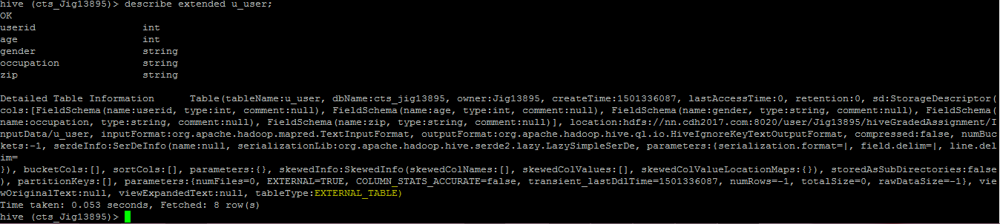 hive (cts_Jig13895)> describe extended u_user;
OK
userid                  int
age                     int
gender                  string
occupation              string
zip                     string
Detailed Table Information      Table(tableName:u_user, dbName:cts_jig13895, owner:Jig13895, createTime:1501336087, lastAccessTime:0, retention:0, sd:StorageDescriptor(
cols:[FieldSchema(name:userid, type:int, comment:null), FieldSchema(name:age, type:int, comment:null), FieldSchema(name:gender, type:string, comment:null), FieldSchema(
name:occupation, type:string, comment:null), FieldSchema(name:zip, type:string, comment:null)], location:hdfs://nn.cdh2017.com:8020/user/Jig13895/hiveGradedAssignment/I
nputData/u_user, inputFormat:org.apache.hadoop.mapred.TextInputFormat, outputFormat:org.apache.hadoop.hive.ql.io.HiveIgnoreKeyTextOutputFormat, compressed:false, numBuc
kets:-1, serdeInfo:SerDeInfo(name:null, serializationLib:org.apache.hadoop.hive.serde2.lazy.LazySimpleSerDe, parameters:{serialization.format=|, field.delim=|, line.del
im=
}), bucketCols:[], sortCols:[], parameters:{}, skewedInfo:SkewedInfo(skewedColNames:[], skewedColValues:[], skewedColValueLocationMaps:{}), storedAsSubDirectories:false
), partitionKeys:[], parameters:{numFiles=0, EXTERNAL=TRUE, COLUMN_STATS_ACCURATE=false, transient_lastDdlTime=1501336087, numRows=-1, totalSize=0, rawDataSize=-1}, vie
wOriginalText:null, viewExpandedText:null, tableType:EXTERNAL_TABLE)
Time taken: 0.053 seconds, Fetched: 8 row(s)
hive (cts_Jig13895)>